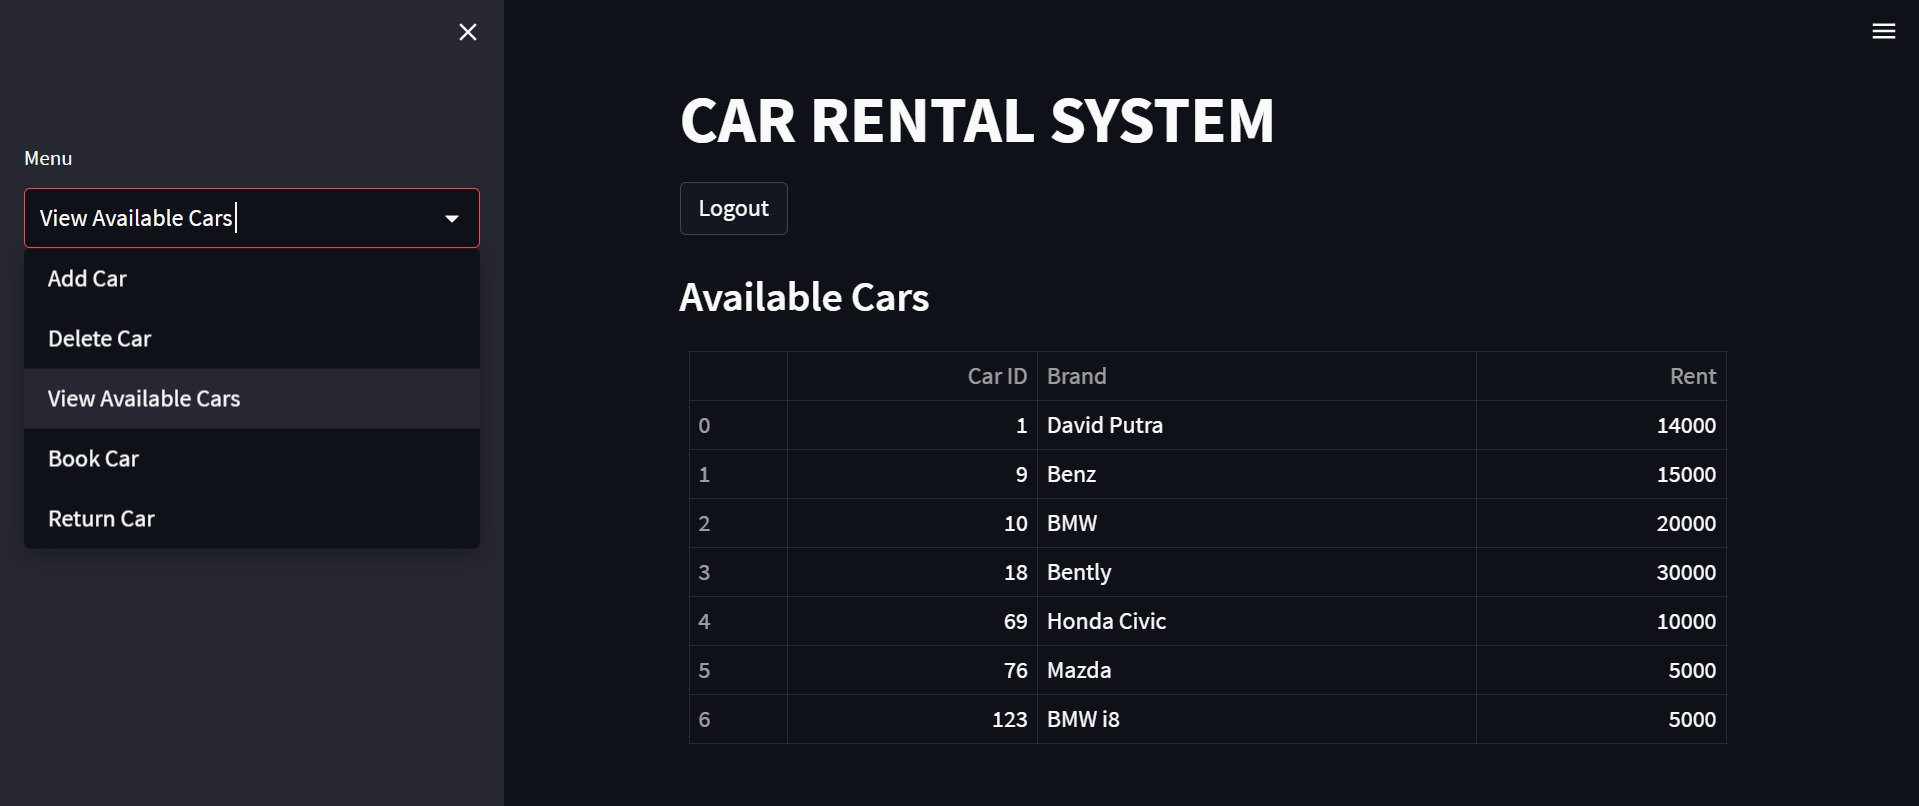 Menu
View Available Cars
Add Car
Delete Car
View Available Cars
Book Car
Return Car
CAR RENTAL SYSTEM
Logout
Available Cars
Car ID Brand Rent
0 1 David Putra 14000
1 9 Benz 15000
2 10 BMW 20000
3 18 Bently 30000
4 69 Honda Civic 10000
5 76 Mazda 5000
6 123 BMW i8 5000